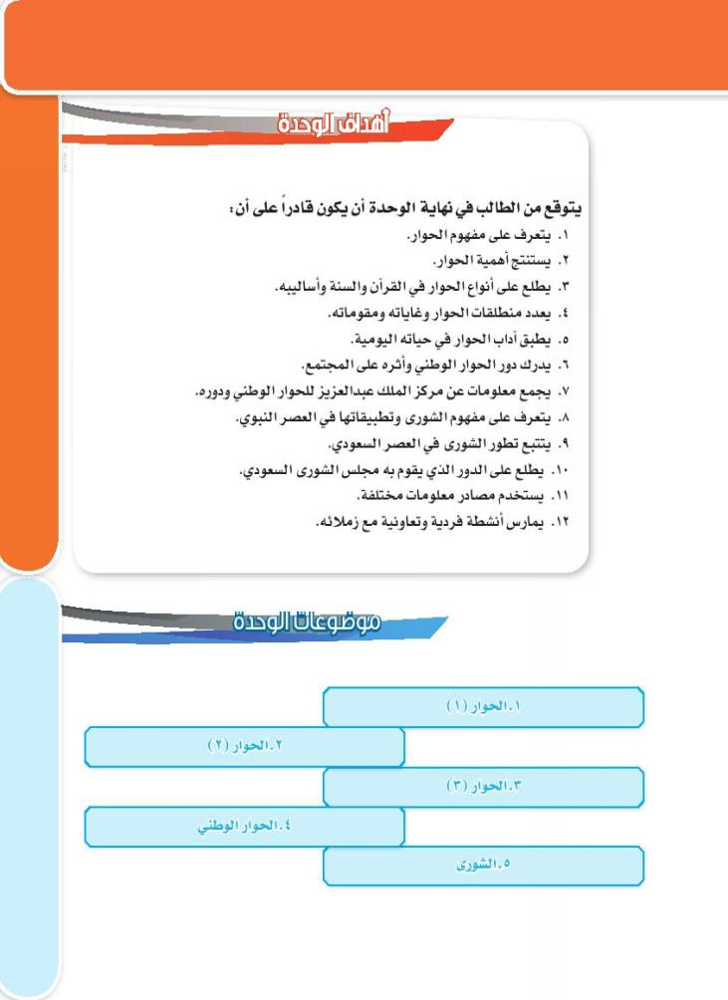 أهداف الوحدة
يتوقع من الطالب في نهاية الوحدة أن يكون قادراً على أن:
١. يتعرف على مفهوم الحوار.
٢. يستنتج أهمية الحوار.
٣. يطلع على أنواع الحوار في القرآن والسنة وأساليبه.
٤. يعدد منطلقات الحوار وغاياته ومقوماته.
٥. يطبق آداب الحوار في حياته اليومية.
٦. يدرك دور الحوار الوطني وأثره على المجتمع.
٧. يجمع معلومات عن مركز الملك عبدالعزيز للحوار الوطني ودوره.
٨. يتعرف على مفهوم الشورى وتطبيقاتها في العصر النبوي.
٩. يتتبع تطور الشورى في العصر السعودي.
١٠. يطلع على الدور الذي يقوم به مجلس الشورى السعودي.
١١. يستخدم مصادر معلومات مختلفة.
١٢. يمارس أنشطة فردية وتعاونية مع زملائه.
موضوعات الوحدة
١. الحوار (١)
٢. الحوار (٢)
٣. الحوار (٣)
٤. الحوار الوطني
٥. الشورى